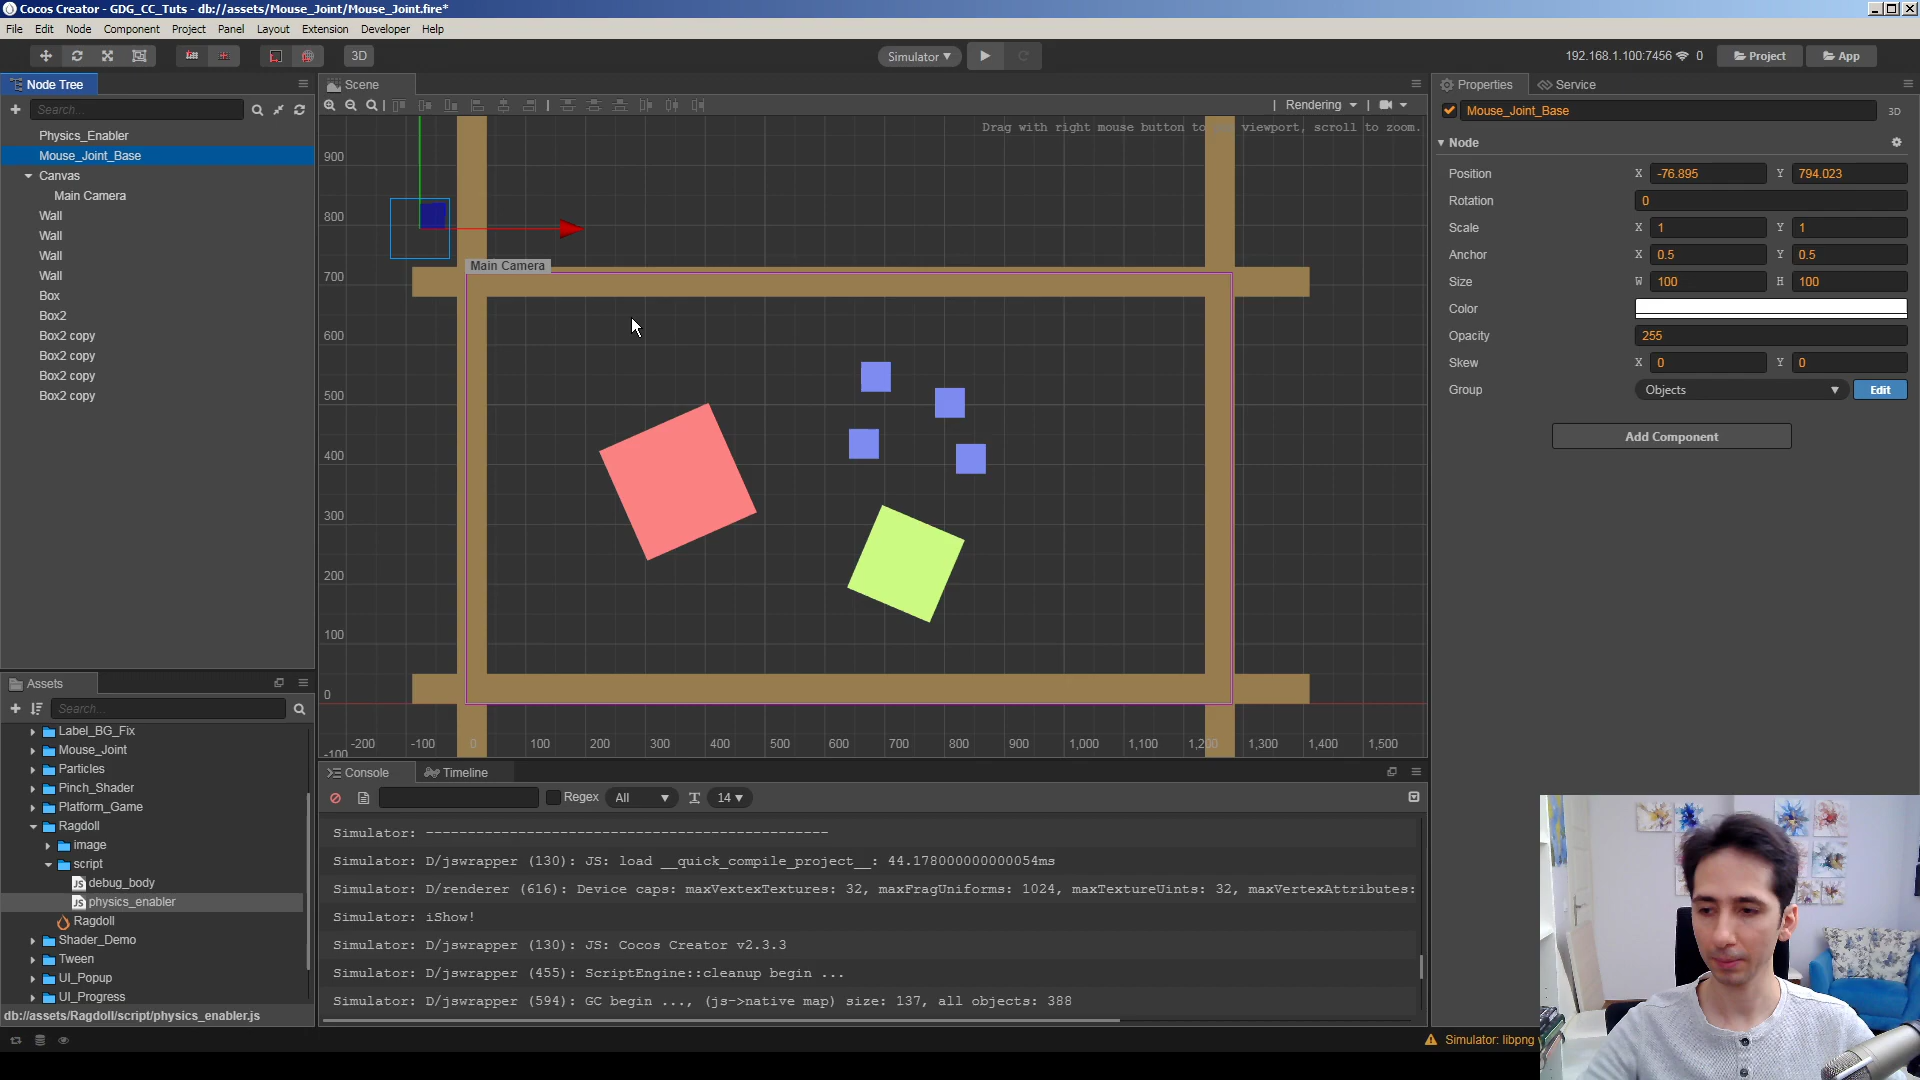 Cocos Creator - GDG_CC_Tuts - db://assets/Mouse_Joint/Mouse_Joint.fire*
File Edit Node Component Project Panel Layout Extension Developer Help
3D
Simulator
192.168.1.100:7456 0
Project
App
Node Tree
Search...
Physics_Enabler
Mouse_Joint_Base
Canvas
Main Camera
Wall
Wall
Wall
Wall
Box
Box2
Box2 copy
Box2 copy
Box2 copy
Box2 copy
Assets
Search...
Label_BG_Fix
Mouse_Joint
Particles
Pinch_Shader
Platform_Game
Ragdoll
image
script
JS debug_body
JS physics_enabler
Ragdoll
Shader_Demo
Tween
UI_Popup
UI_Progress
db://assets/Ragdoll/script/physics_enabler.js
Scene
Rendering
Drag with right mouse button to viewport, scroll to zoom.
Main Camera
900
800
700
600
500
400
300
200
100
0
-100
-200 -100 0 100 200 300 400 500 600 700 800 900 1,000 1,100 1,200 1,300 1,400 1,500
Console
Timeline
Regex
All
14
Simulator: ------------------------------------------------
Simulator: D/jswrapper (130): JS: load __quick_compile_project__: 44.178000000000054ms
Simulator: D/renderer (616): Device caps: maxVextexTextures: 32, maxFragUniforms: 1024, maxTextureUints: 32, maxVertexAttributes:
Simulator: iShow!
Simulator: D/jswrapper (130): JS: Cocos Creator v2.3.3
Simulator: D/jswrapper (455): ScriptEngine::cleanup begin ...
Simulator: D/jswrapper (594): GC begin ..., (js->native map) size: 137, all objects: 388
Simulator: libpng
Properties
Service
Mouse_Joint_Base
3D
Node
Position X -76.895 Y 794.023
Rotation 0
Scale X 1 Y 1
Anchor X 0.5 Y 0.5
Size W 100 H 100
Color
Opacity 255
Skew X 0 Y 0
Group Objects Edit
Add Component